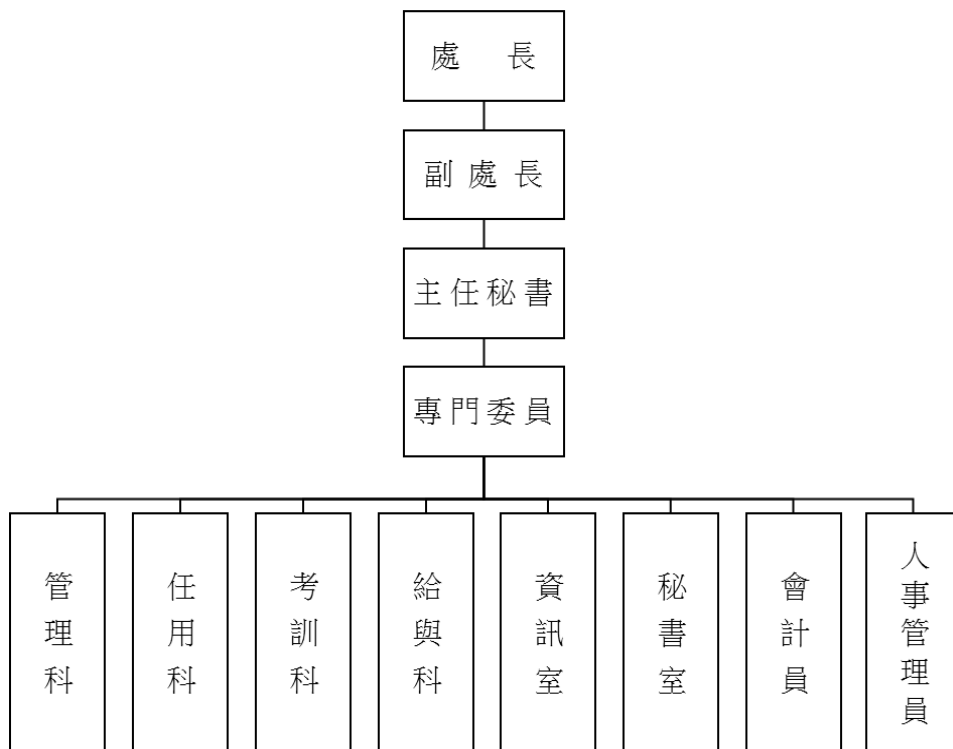 處長
副處長
主任秘書
專門委員
管理科
任用科
考訓科
給與科
資訊室
秘書室
會計員
人事管理員